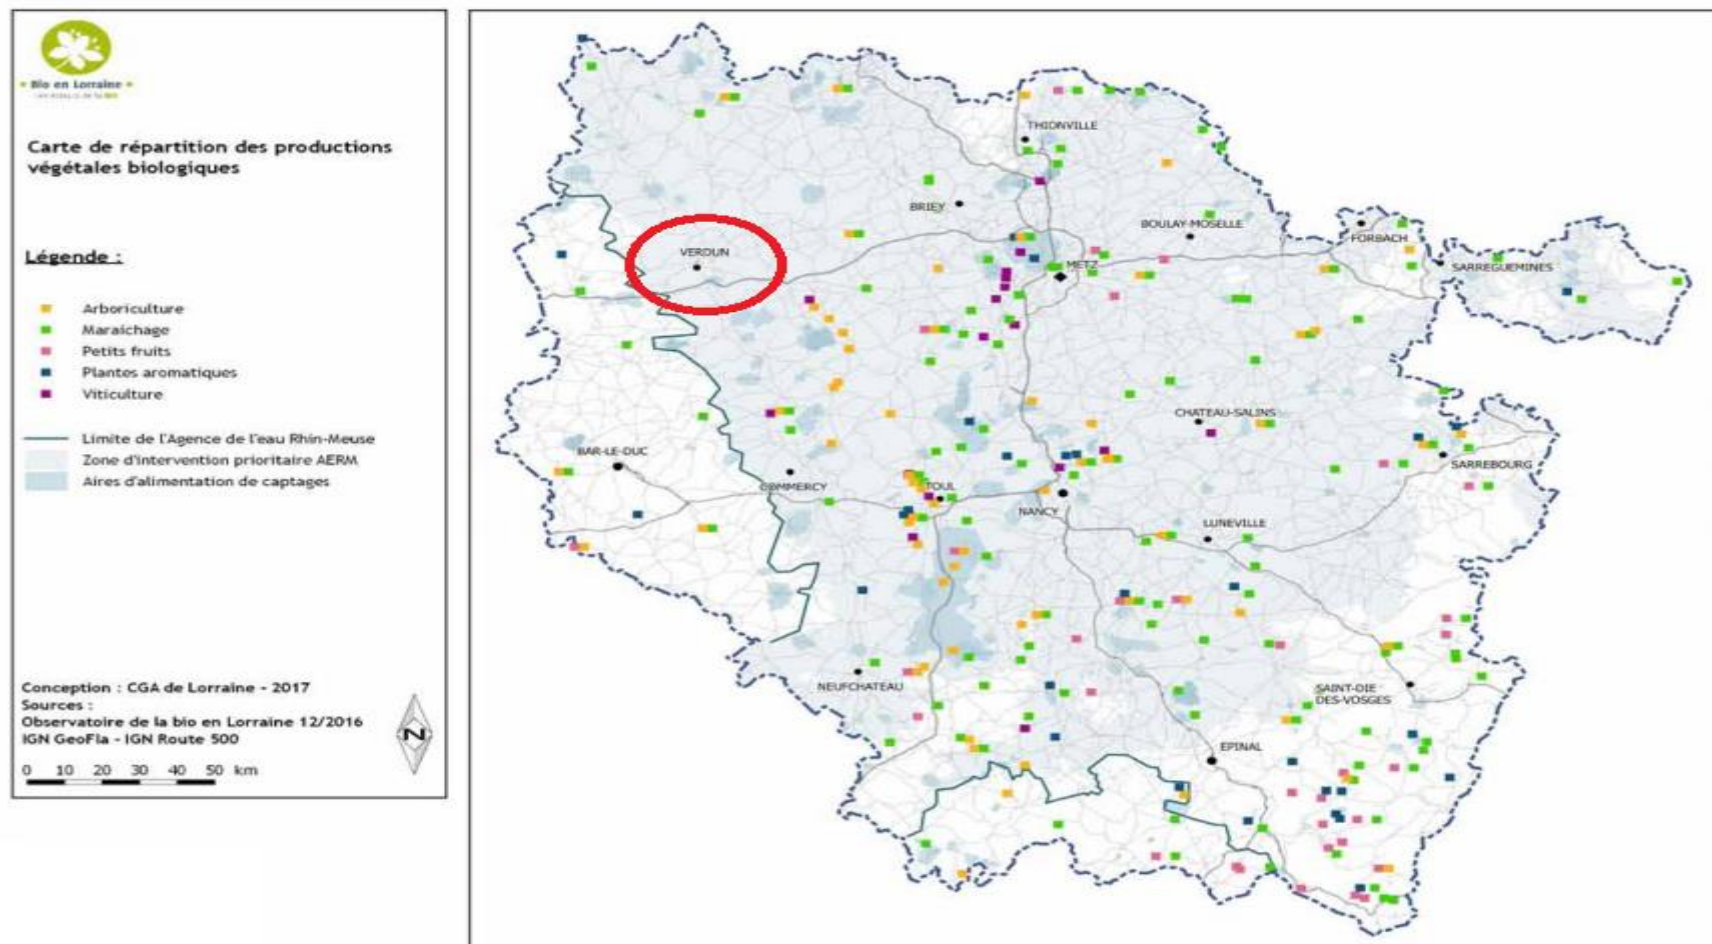 • Bio en Lorraine •
Carte de répartition des productions
végétales biologiques
Légende :
Arboriculture
Maraîchage
Petits fruits
Plantes aromatiques
Viticulture
Limite de l'Agence de l'eau Rhin-Meuse
Zone d'intervention prioritaire AERM
Aires d'alimentation de captages
Conception : CGA de Lorraine - 2017
Sources :
Observatoire de la bio en Lorraine 12/2016
IGN GeoFla - IGN Route 500
N
0 10 20 30 40 50 km
THIONVILLE
BRIEY
BOULAY-MOSELLE
FORBACH
VERDUN
METZ
SARREGUEMINES
CHATEAU-SALINS
BAR-LE-DUC
SARREBOURG
COMMERCY
TOUL
NANCY
LUNEVILLE
NEUFCHATEAU
SAINT-DIE
DES-VOSGES
EPINAL